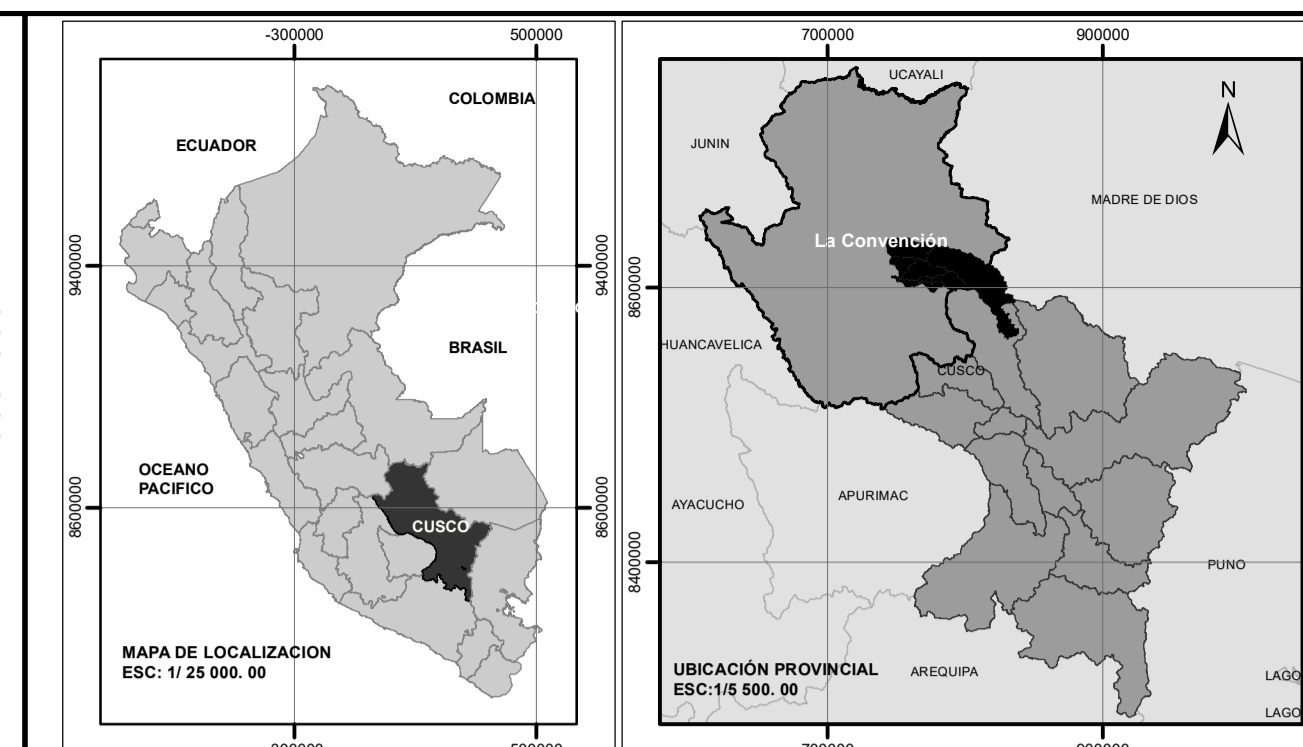 -300000
500000
COLOMBIA
ECUADOR
9400000
9400000
BRASIL
OCEANO
PACIFICO
8600000
8600000
CUSCO
MAPA DE LOCALIZACION
ESC: 1/ 25 000. 00
700000
900000
UCAYALI
N
JUNIN
MADRE DE DIOS
La Convención
8600000
HUANCAVELICA
CUSCO
AYACUCHO
APURIMAC
8400000
PUNO
UBICACIÓN PROVINCIAL
ESC:1/5 500. 00
AREQUIPA
LAGO
LAGO